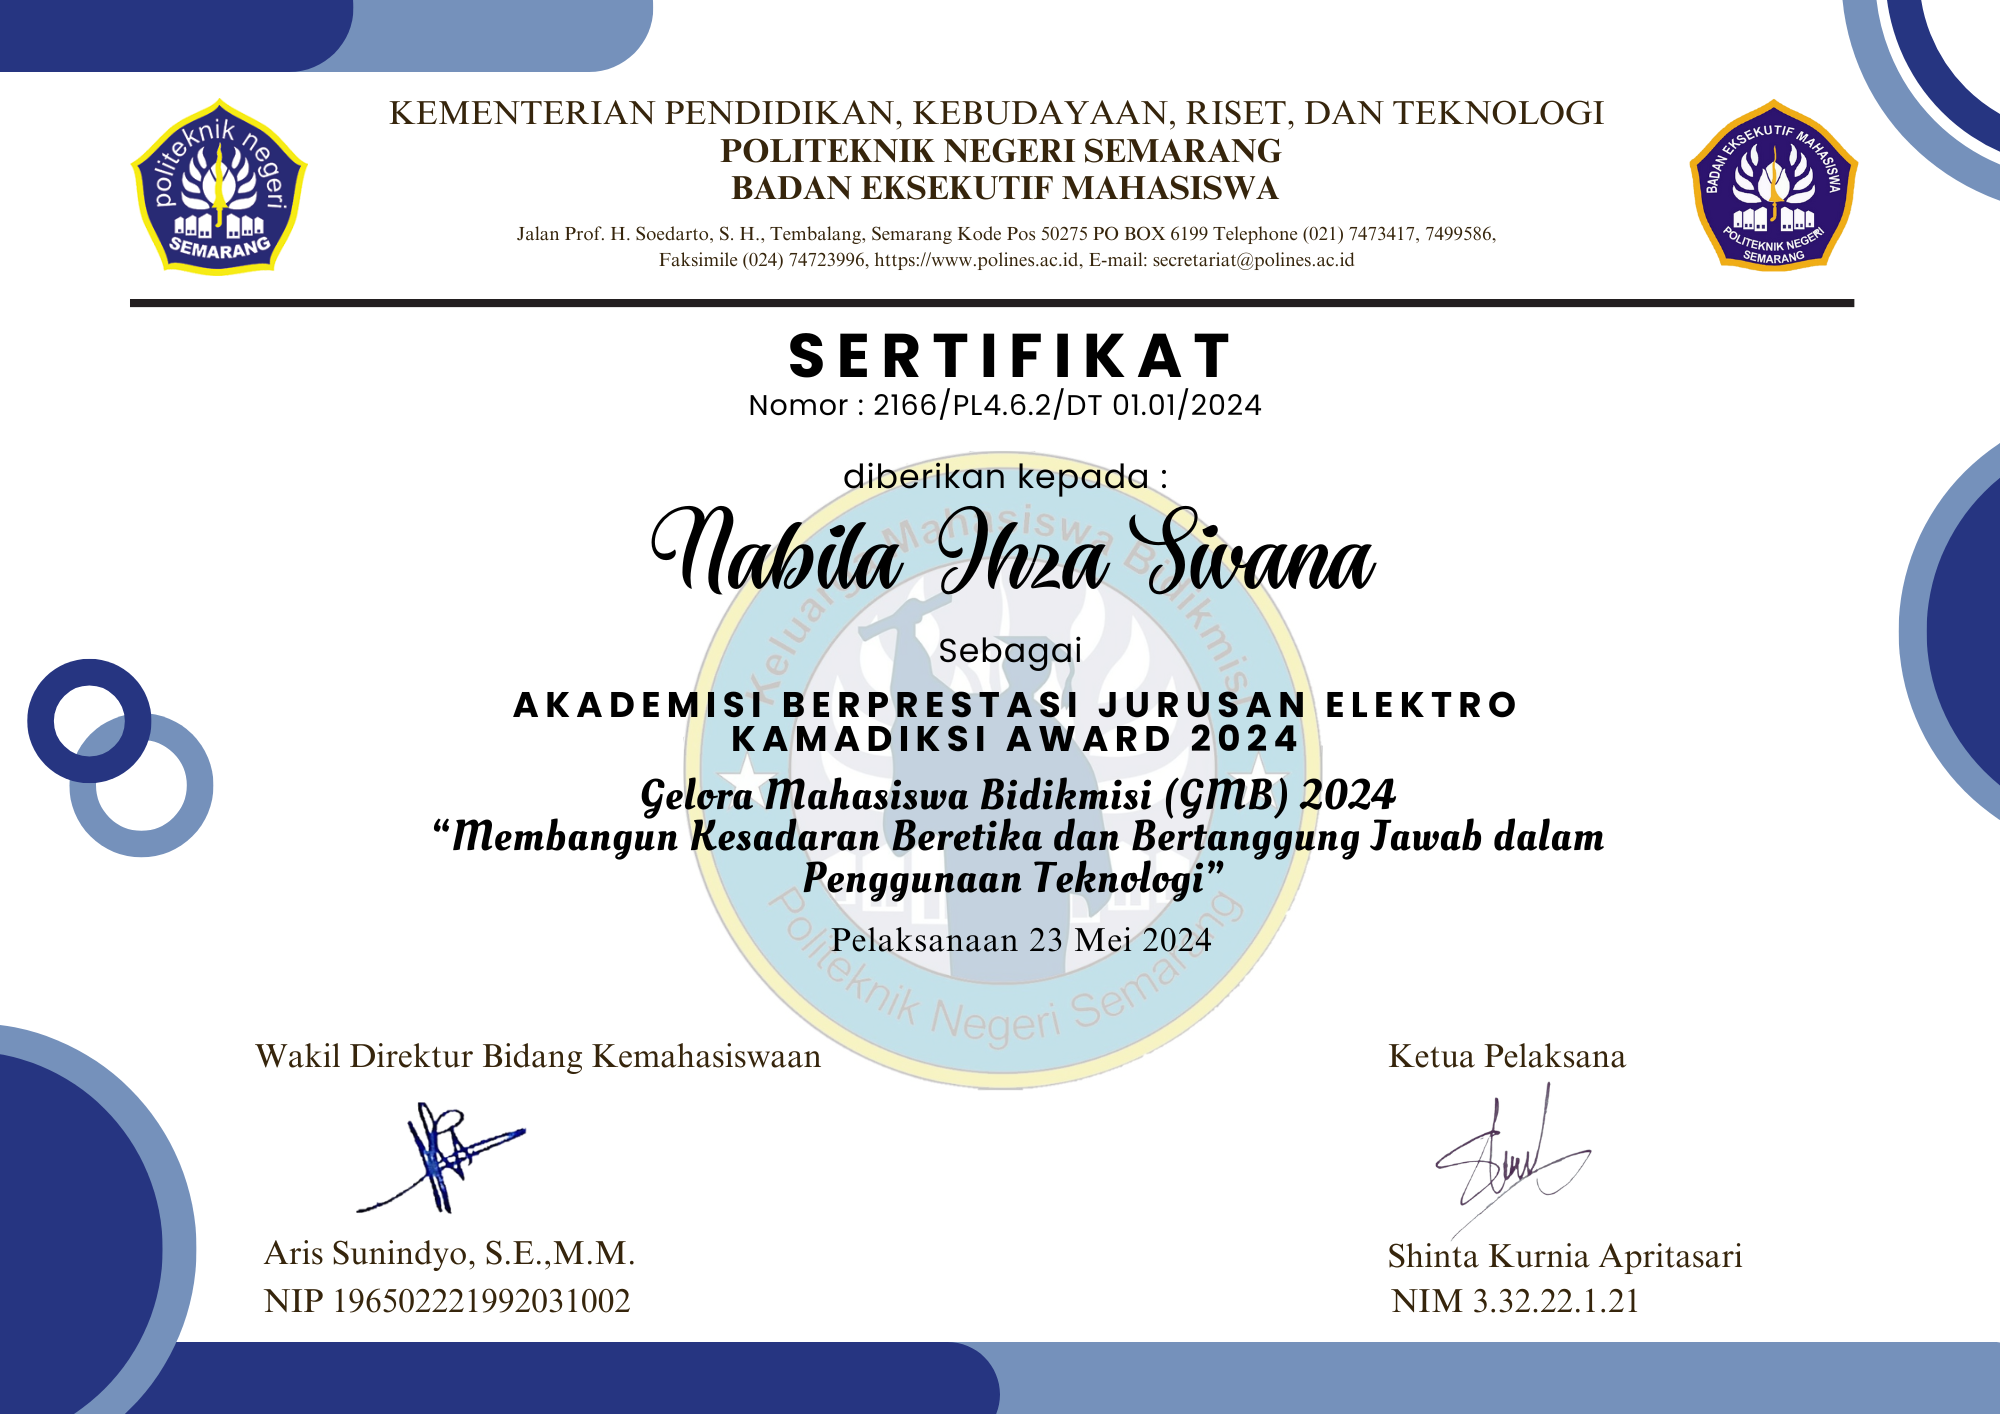 KEMENTERIAN PENDIDIKAN, KEBUDAYAAN, RISET, DAN TEKNOLOGI
POLITEKNIK NEGERI SEMARANG
BADAN EKSEKUTIF MAHASISWA
Jalan Prof. H. Soedarto, S. H., Tembalang, Semarang Kode Pos 50275 PO BOX 6199 Telephone (021) 7473417, 7499586,
Faksimile (024) 74723996, https://www.polines.ac.id, E-mail: secretariat@polines.ac.id
politeknik negeri
SEMARANG
BADAN EKSEKUTIF MAHASISWA
POLITEKNIK NEGERI
SEMARANG
SERTIFIKAT
Nomor : 2166/PL4.6.2/DT 01.01/2024
diberikan kepada :
Nabila Ihza Sivana
Sebagai
AKADEMISI BERPRESTASI JURUSAN ELEKTRO
KAMADIKSI AWARD 2024
Gelora Mahasiswa Bidikmisi (GMB) 2024
“Membangun Kesadaran Beretika dan Bertanggung Jawab dalam
Penggunaan Teknologi”
Pelaksanaan 23 Mei 2024
Keluarga Mahasiswa Bidikmisi
Politeknik Negeri Semarang
Wakil Direktur Bidang Kemahasiswaan
Aris Sunindyo, S.E.,M.M.
NIP 196502221992031002
Ketua Pelaksana
Shinta Kurnia Apritasari
NIM 3.32.22.1.21